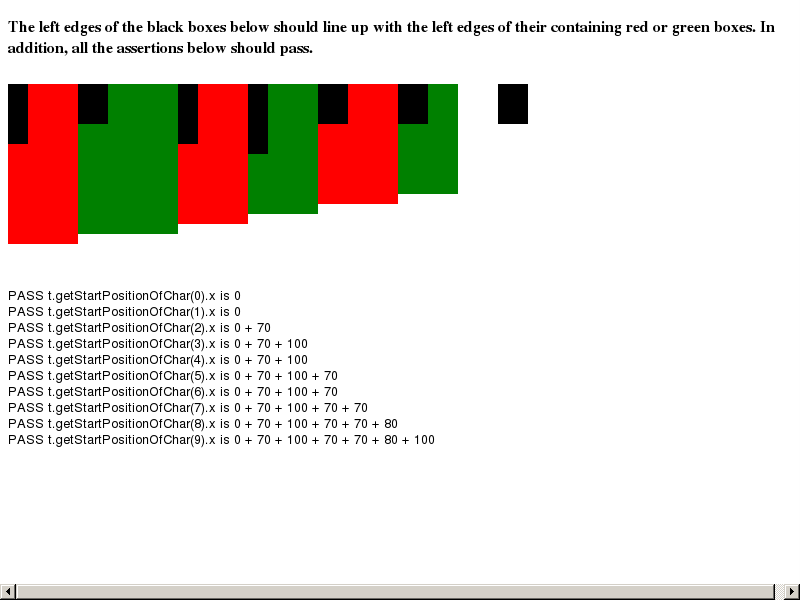 The left edges of the black boxes below should line up with the left edges of their containing red or green boxes. In
addition, all the assertions below should pass.
PASS t.getStartPositionOfChar(0).x is 0
PASS t.getStartPositionOfChar(1).x is 0
PASS t.getStartPositionOfChar(2).x is 0 + 70
PASS t.getStartPositionOfChar(3).x is 0 + 70 + 100
PASS t.getStartPositionOfChar(4).x is 0 + 70 + 100
PASS t.getStartPositionOfChar(5).x is 0 + 70 + 100 + 70
PASS t.getStartPositionOfChar(6).x is 0 + 70 + 100 + 70
PASS t.getStartPositionOfChar(7).x is 0 + 70 + 100 + 70 + 70
PASS t.getStartPositionOfChar(8).x is 0 + 70 + 100 + 70 + 70 + 80
PASS t.getStartPositionOfChar(9).x is 0 + 70 + 100 + 70 + 70 + 80 + 100